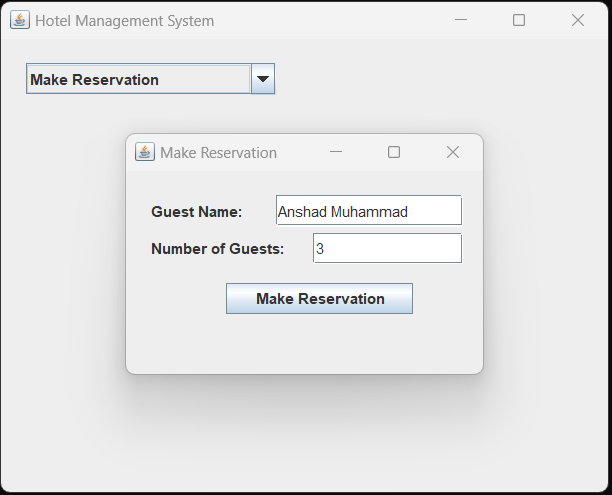 Hotel Management System
Make Reservation
Make Reservation
Guest Name: Anshad Muhammad
Number of Guests: 3
Make Reservation